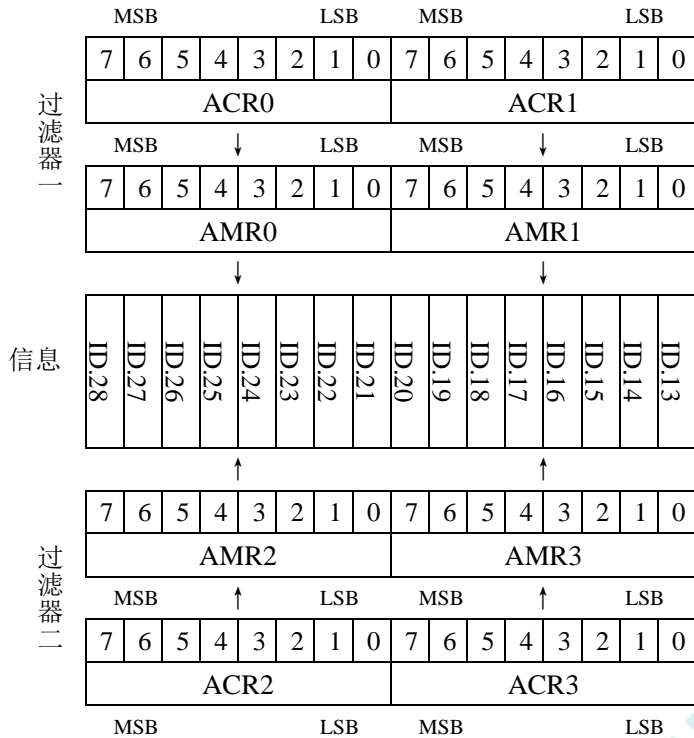 MSB LSB MSB LSB
7 6 5 4 3 2 1 0 7 6 5 4 3 2 1 0
ACR0 ACR1
过滤器一
MSB ↓ LSB MSB ↓ LSB
7 6 5 4 3 2 1 0 7 6 5 4 3 2 1 0
AMR0 AMR1
↓ ↓
信息
ID.28 ID.27 ID.26 ID.25 ID.24 ID.23 ID.22 ID.21 ID.20 ID.19 ID.18 ID.17 ID.16 ID.15 ID.14 ID.13
↑ ↑
7 6 5 4 3 2 1 0 7 6 5 4 3 2 1 0
AMR2 AMR3
过滤器二
MSB ↑ LSB MSB ↑ LSB
7 6 5 4 3 2 1 0 7 6 5 4 3 2 1 0
ACR2 ACR3
MSB LSB MSB LSB